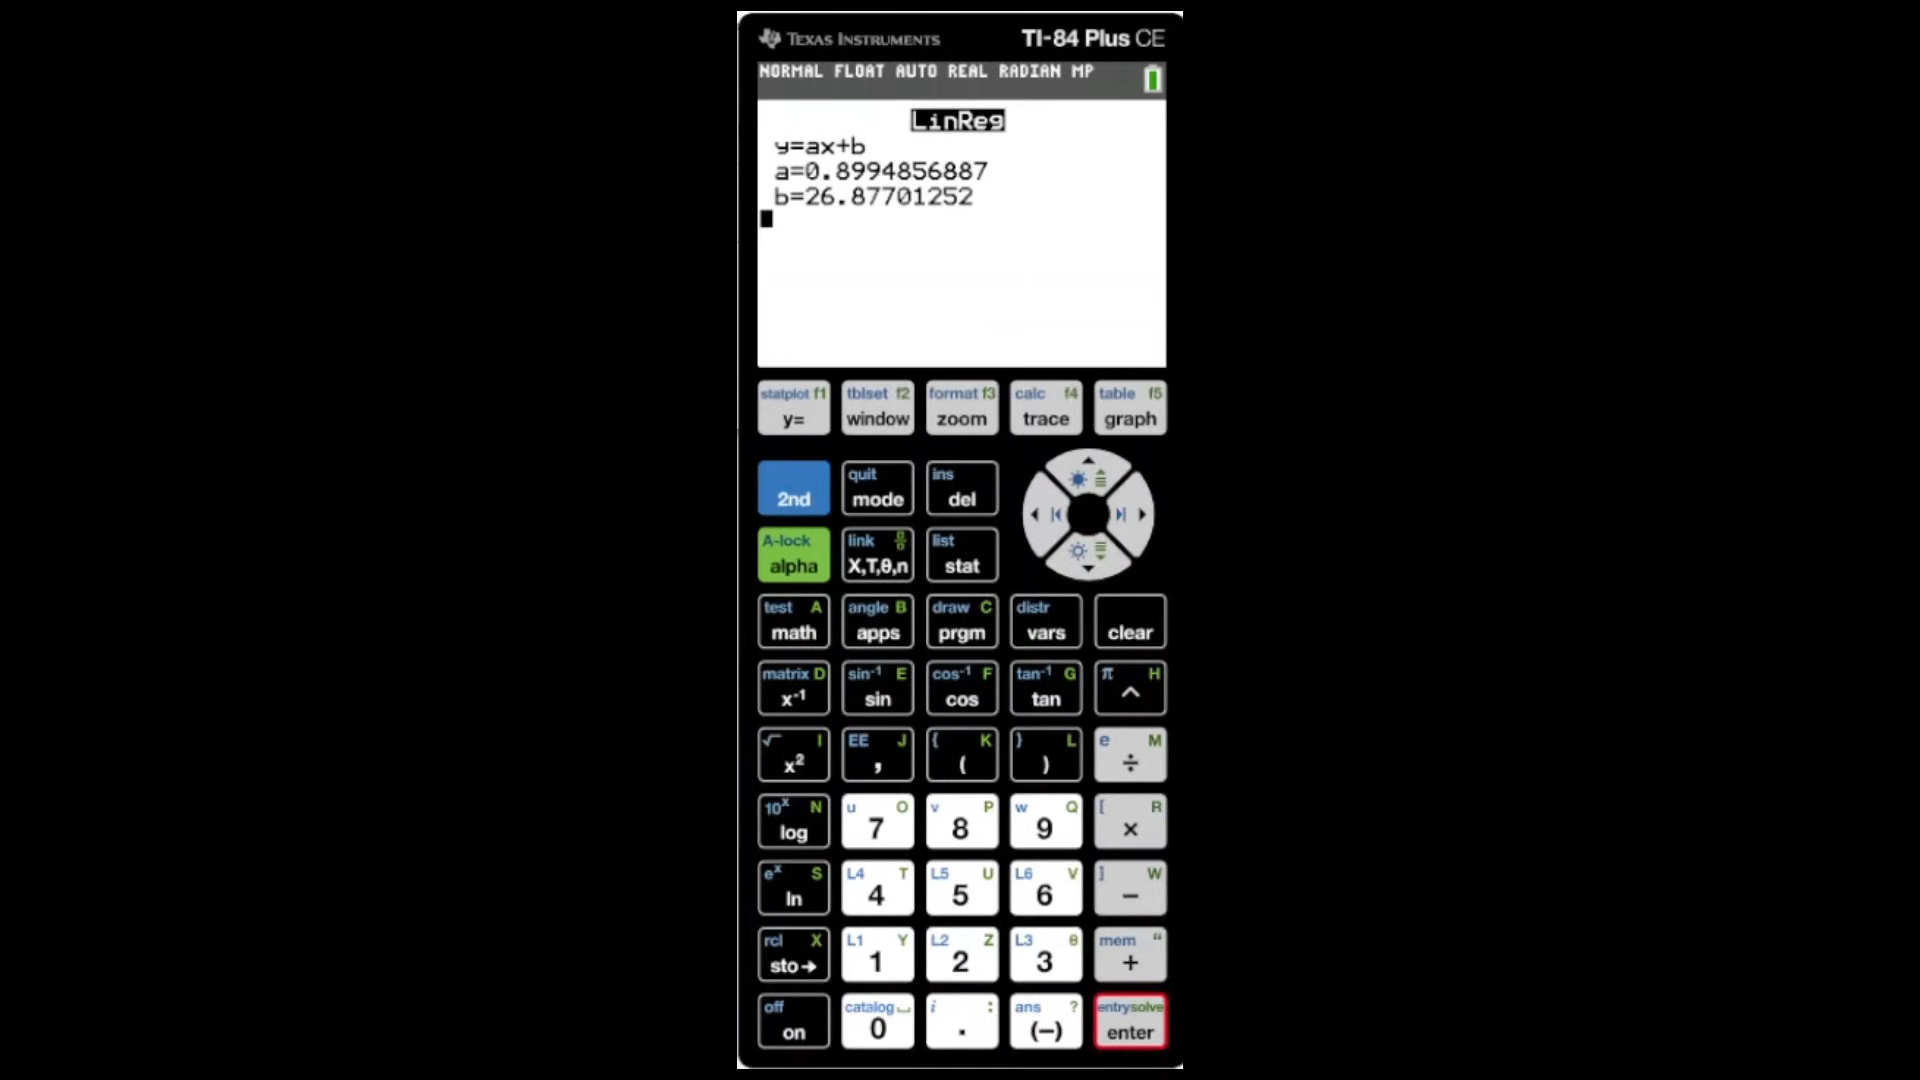 TEXAS INSTRUMENTS TI-84 Plus CE
NORMAL FLOAT AUTO REAL RADIAN MP
LinReg
y=ax+b
a=0.8994856887
b=26.87701252
statplot f1 tblset f2 format f3 calc f4 table f5
y= window zoom trace graph
quit ins
2nd mode del
A-lock link list
alpha X,T,θ,n stat
test A angle B draw C distr
math apps prgm vars clear
matrix D sin⁻¹ E cos⁻¹ F tan⁻¹ G π H
x⁻¹ sin cos tan ^
√ I EE J { K } L e M
x² , ( ) ÷
10ˣ N u O v P w Q [ R
log 7 8 9 ×
eˣ S L4 T L5 U L6 V ] W
ln 4 5 6 −
rcl X L1 Y L2 Z L3 θ mem “
sto→ 1 2 3 +
off catalog ⎵ i : ans ? entry solve
on 0 . (−) enter